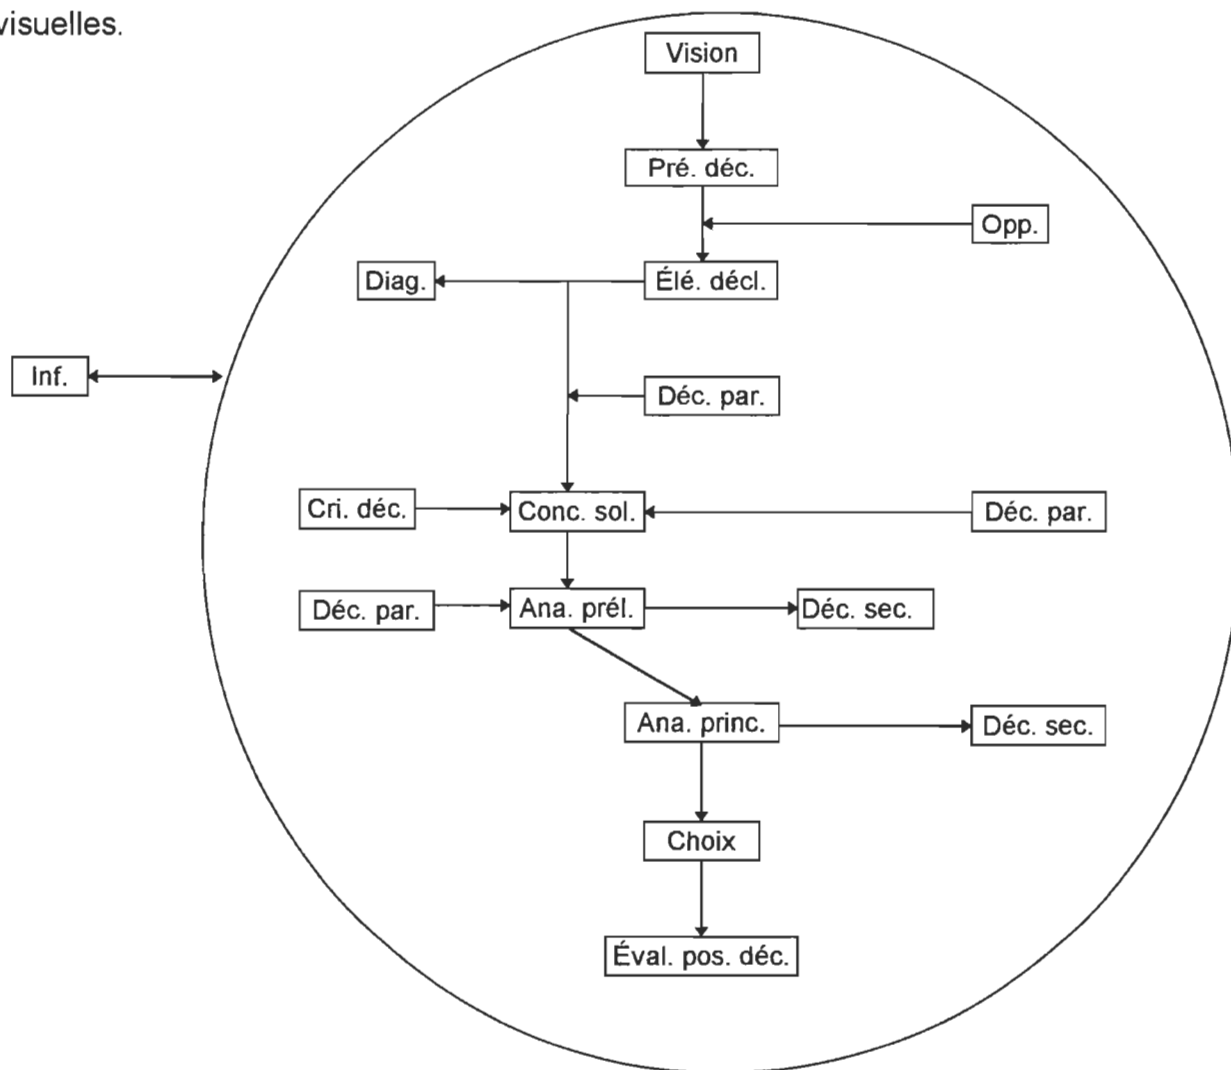 visuelles.
Vision
Pré. déc.
Opp.
Diag.
Élé. décl.
Inf.
Déc. par.
Cri. déc.
Conc. sol.
Déc. par.
Déc. par.
Ana. prél.
Déc. sec.
Ana. princ.
Déc. sec.
Choix
Éval. pos. déc.